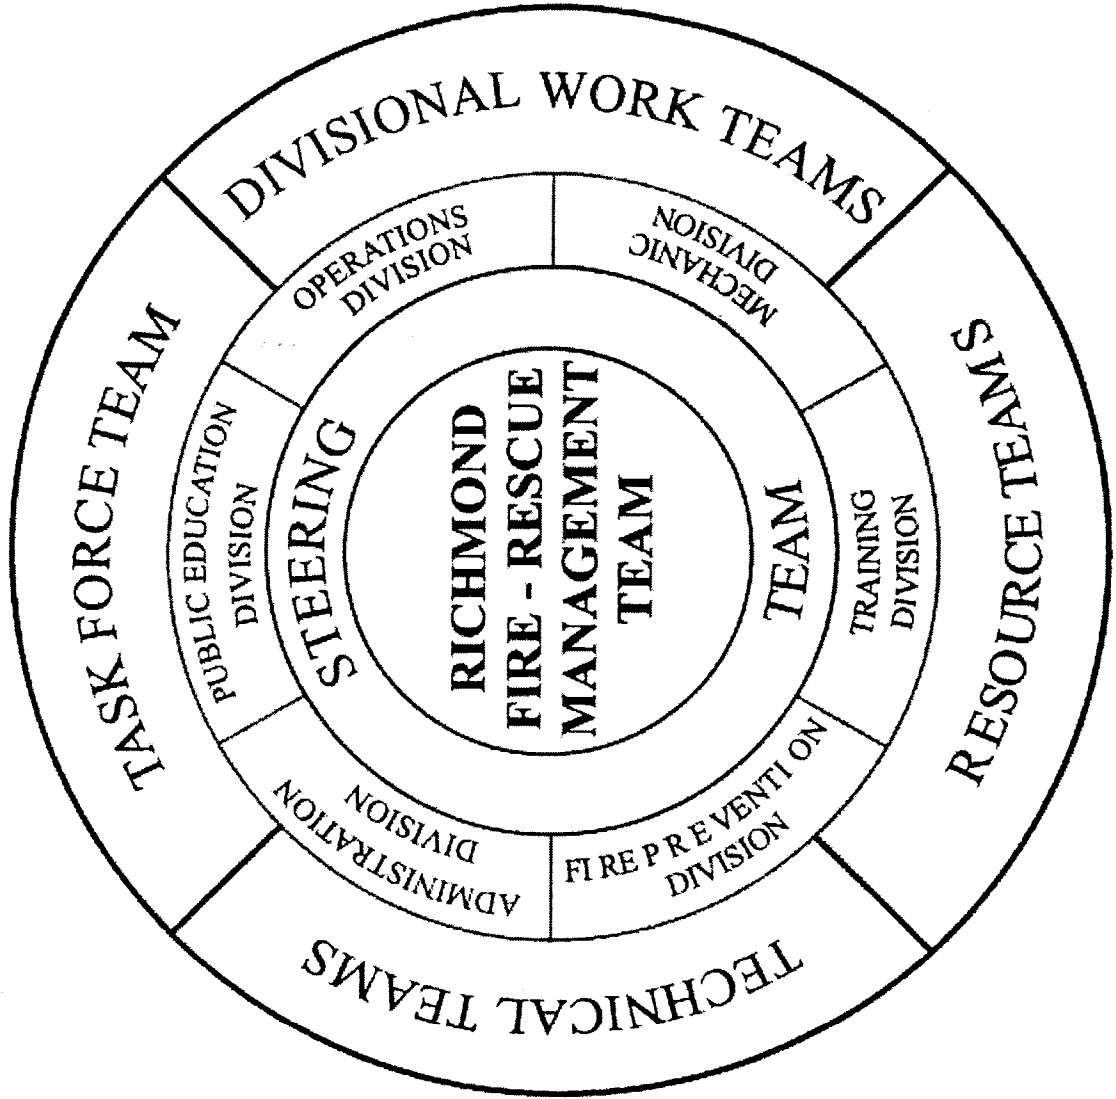 DIVISIONAL WORK TEAMS
OPERATIONS
DIVISION
MECHANIC
DIVISION
TASK FORCE TEAM
PUBLIC EDUCATION
DIVISION
STEERING
RICHMOND
FIRE - RESCUE
MANAGEMENT
TEAM
TEAM
TRAINING
DIVISION
RESOURCE TEAMS
ADMINISTRATION
DIVISION
FIRE PREVENTION
DIVISION
TECHNICAL TEAMS